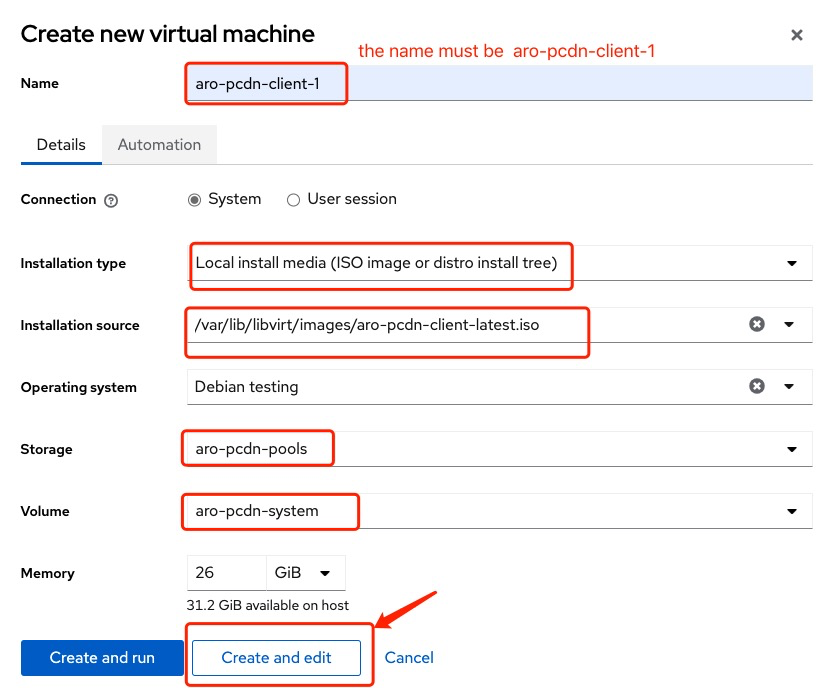 Create new virtual machine
the name must be aro-pcdn-client-1
Name
aro-pcdn-client-1
Details
Automation
Connection
System
User session
Installation type
Local install media (ISO image or distro install tree)
Installation source
/var/lib/libvirt/images/aro-pcdn-client-latest.iso
Operating system
Debian testing
Storage
aro-pcdn-pools
Volume
aro-pcdn-system
Memory
26
GiB
31.2 GiB available on host
Create and run
Create and edit
Cancel